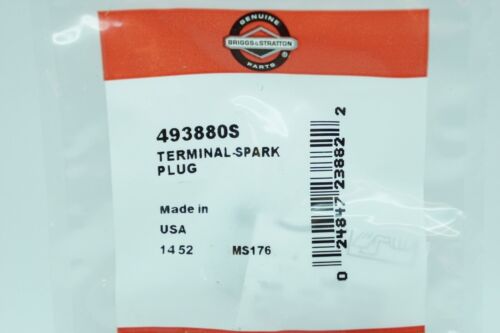 GENUINE
BRIGGS & STRATTON
PARTS
®
493880S
TERMINAL-SPARK
PLUG
Made in
USA
14 52 MS176
0 24847 23882 2